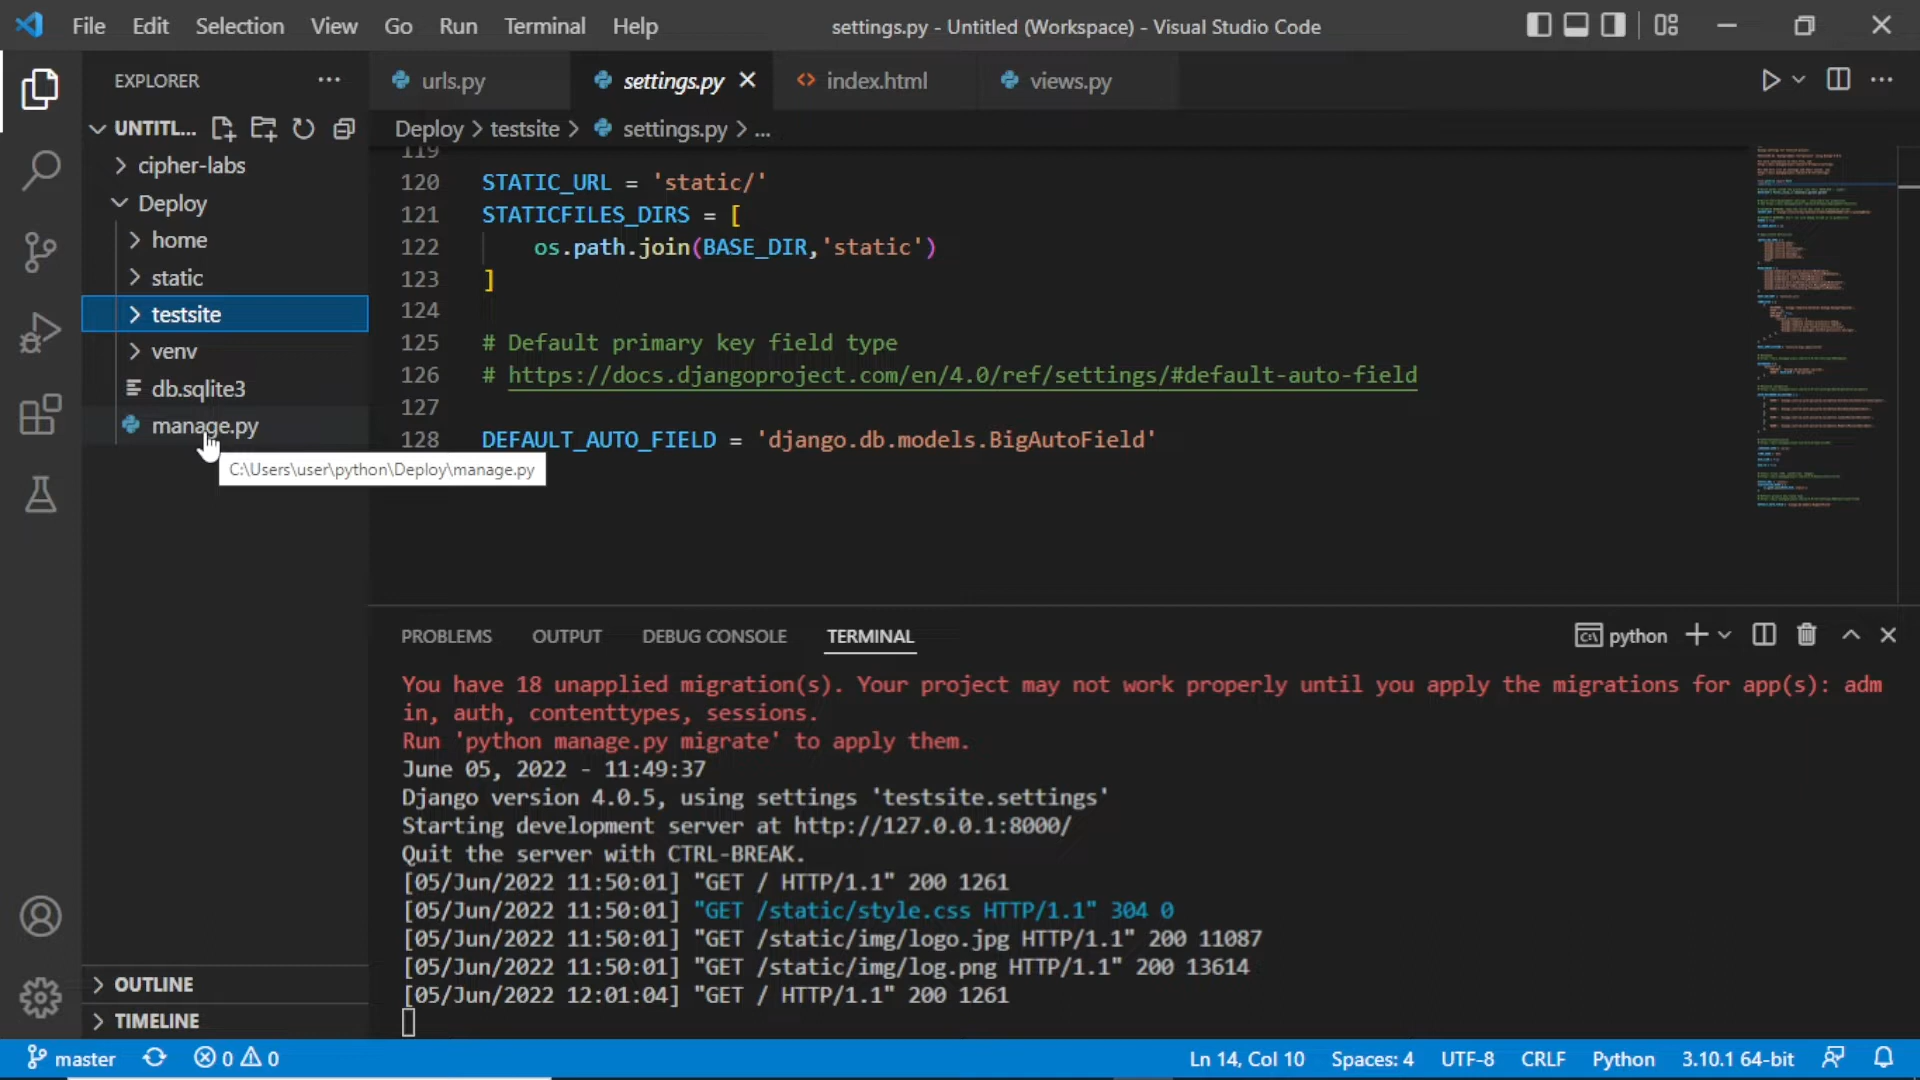 File Edit Selection View Go Run Terminal Help
settings.py - Untitled (Workspace) - Visual Studio Code
EXPLORER
UNTITL...
cipher-labs
Deploy
home
static
testsite
venv
db.sqlite3
manage.py
C:\Users\user\python\Deploy\manage.py
OUTLINE
TIMELINE
urls.py settings.py index.html views.py
Deploy > testsite > settings.py > ...
119
120 STATIC_URL = 'static/'
121 STATICFILES_DIRS = [
122 os.path.join(BASE_DIR,'static')
123 ]
124
125 # Default primary key field type
126 # https://docs.djangoproject.com/en/4.0/ref/settings/#default-auto-field
127
128 DEFAULT_AUTO_FIELD = 'django.db.models.BigAutoField'
PROBLEMS OUTPUT DEBUG CONSOLE TERMINAL
python
You have 18 unapplied migration(s). Your project may not work properly until you apply the migrations for app(s): adm
in, auth, contenttypes, sessions.
Run 'python manage.py migrate' to apply them.
June 05, 2022 - 11:49:37
Django version 4.0.5, using settings 'testsite.settings'
Starting development server at http://127.0.0.1:8000/
Quit the server with CTRL-BREAK.
[05/Jun/2022 11:50:01] "GET / HTTP/1.1" 200 1261
[05/Jun/2022 11:50:01] "GET /static/style.css HTTP/1.1" 304 0
[05/Jun/2022 11:50:01] "GET /static/img/logo.jpg HTTP/1.1" 200 11087
[05/Jun/2022 11:50:01] "GET /static/img/log.png HTTP/1.1" 200 13614
[05/Jun/2022 12:01:04] "GET / HTTP/1.1" 200 1261
master 0 0 Ln 14, Col 10 Spaces: 4 UTF-8 CRLF Python 3.10.1 64-bit